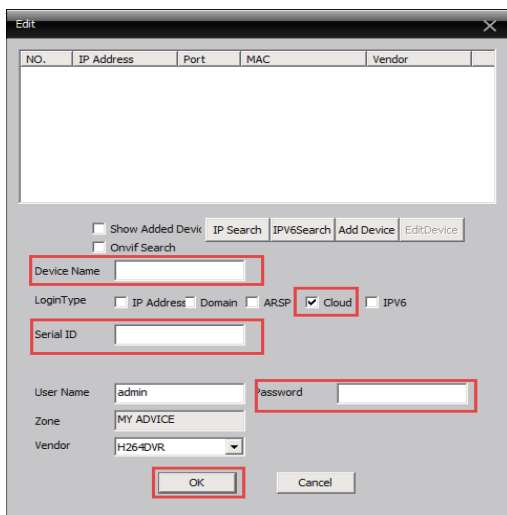 Edit
NO. IP Address Port MAC Vendor
Show Added Devic IP Search IPV6Search Add Device EditDevice
Onvif Search
Device Name
LoginType IP Address Domain ARSP Cloud IPV6
Serial ID
User Name admin Password
Zone MY ADVICE
Vendor H264DVR
OK Cancel